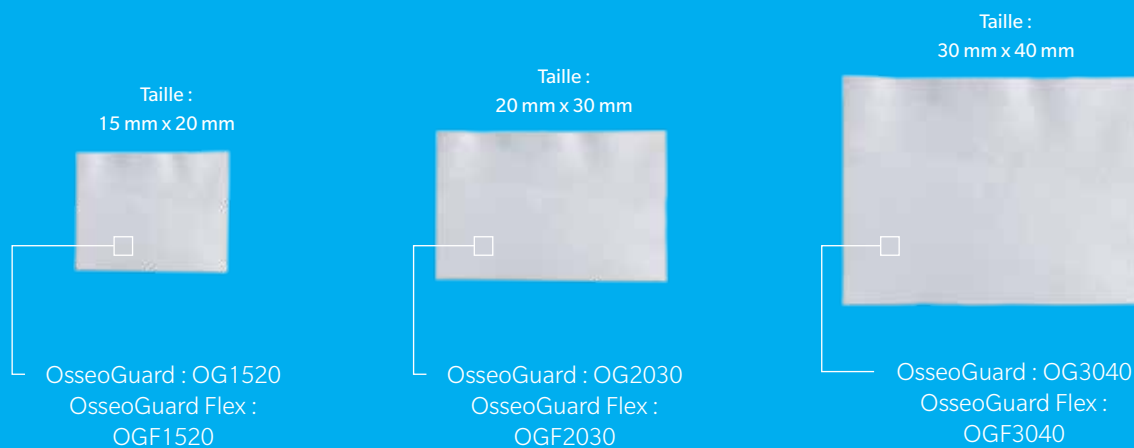 Taille :
15 mm x 20 mm
OsseoGuard : OG1520
OsseoGuard Flex :
OGF1520
Taille :
20 mm x 30 mm
OsseoGuard : OG2030
OsseoGuard Flex :
OGF2030
Taille :
30 mm x 40 mm
OsseoGuard : OG3040
OsseoGuard Flex :
OGF3040